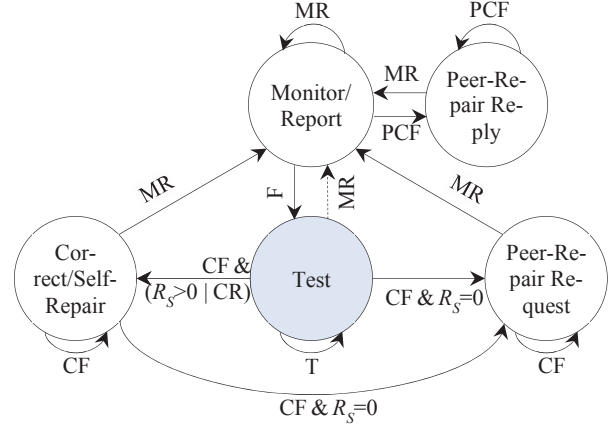 MR
PCF
Monitor/
Report
MR
Peer-Re-
pair Re-
ply
PCF
MR
F
MR
MR
Cor-
rect/Self-
Repair
CF &
(R_S>0 | CR)
Test
CF & R_S=0
Peer-Re-
pair Re-
quest
CF
T
CF
CF & R_S=0